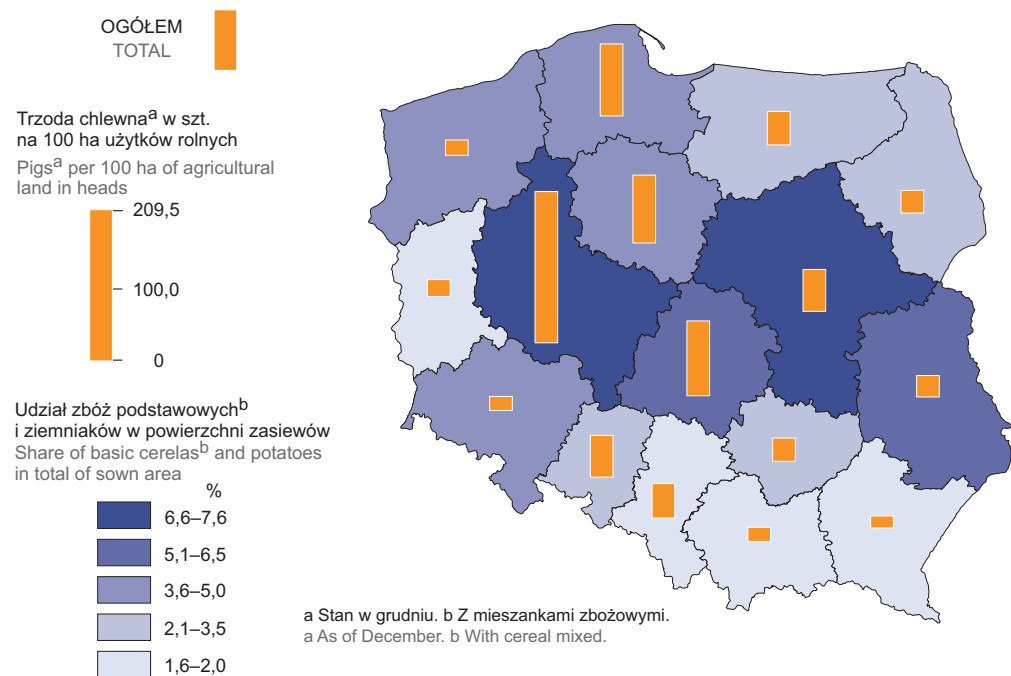 OGÓŁEM
TOTAL
Trzoda chlewnaa w szt.
na 100 ha użytków rolnych
Pigsa per 100 ha of agricultural
land in heads
209,5
100,0
0
Udział zbóż podstawowychb
i ziemniaków w powierzchni zasiewów
Share of basic cerelasb and potatoes
in total of sown area
%
6,6–7,6
5,1–6,5
3,6–5,0
2,1–3,5
1,6–2,0
a Stan w grudniu. b Z mieszankami zbożowymi.
a As of December. b With cereal mixed.